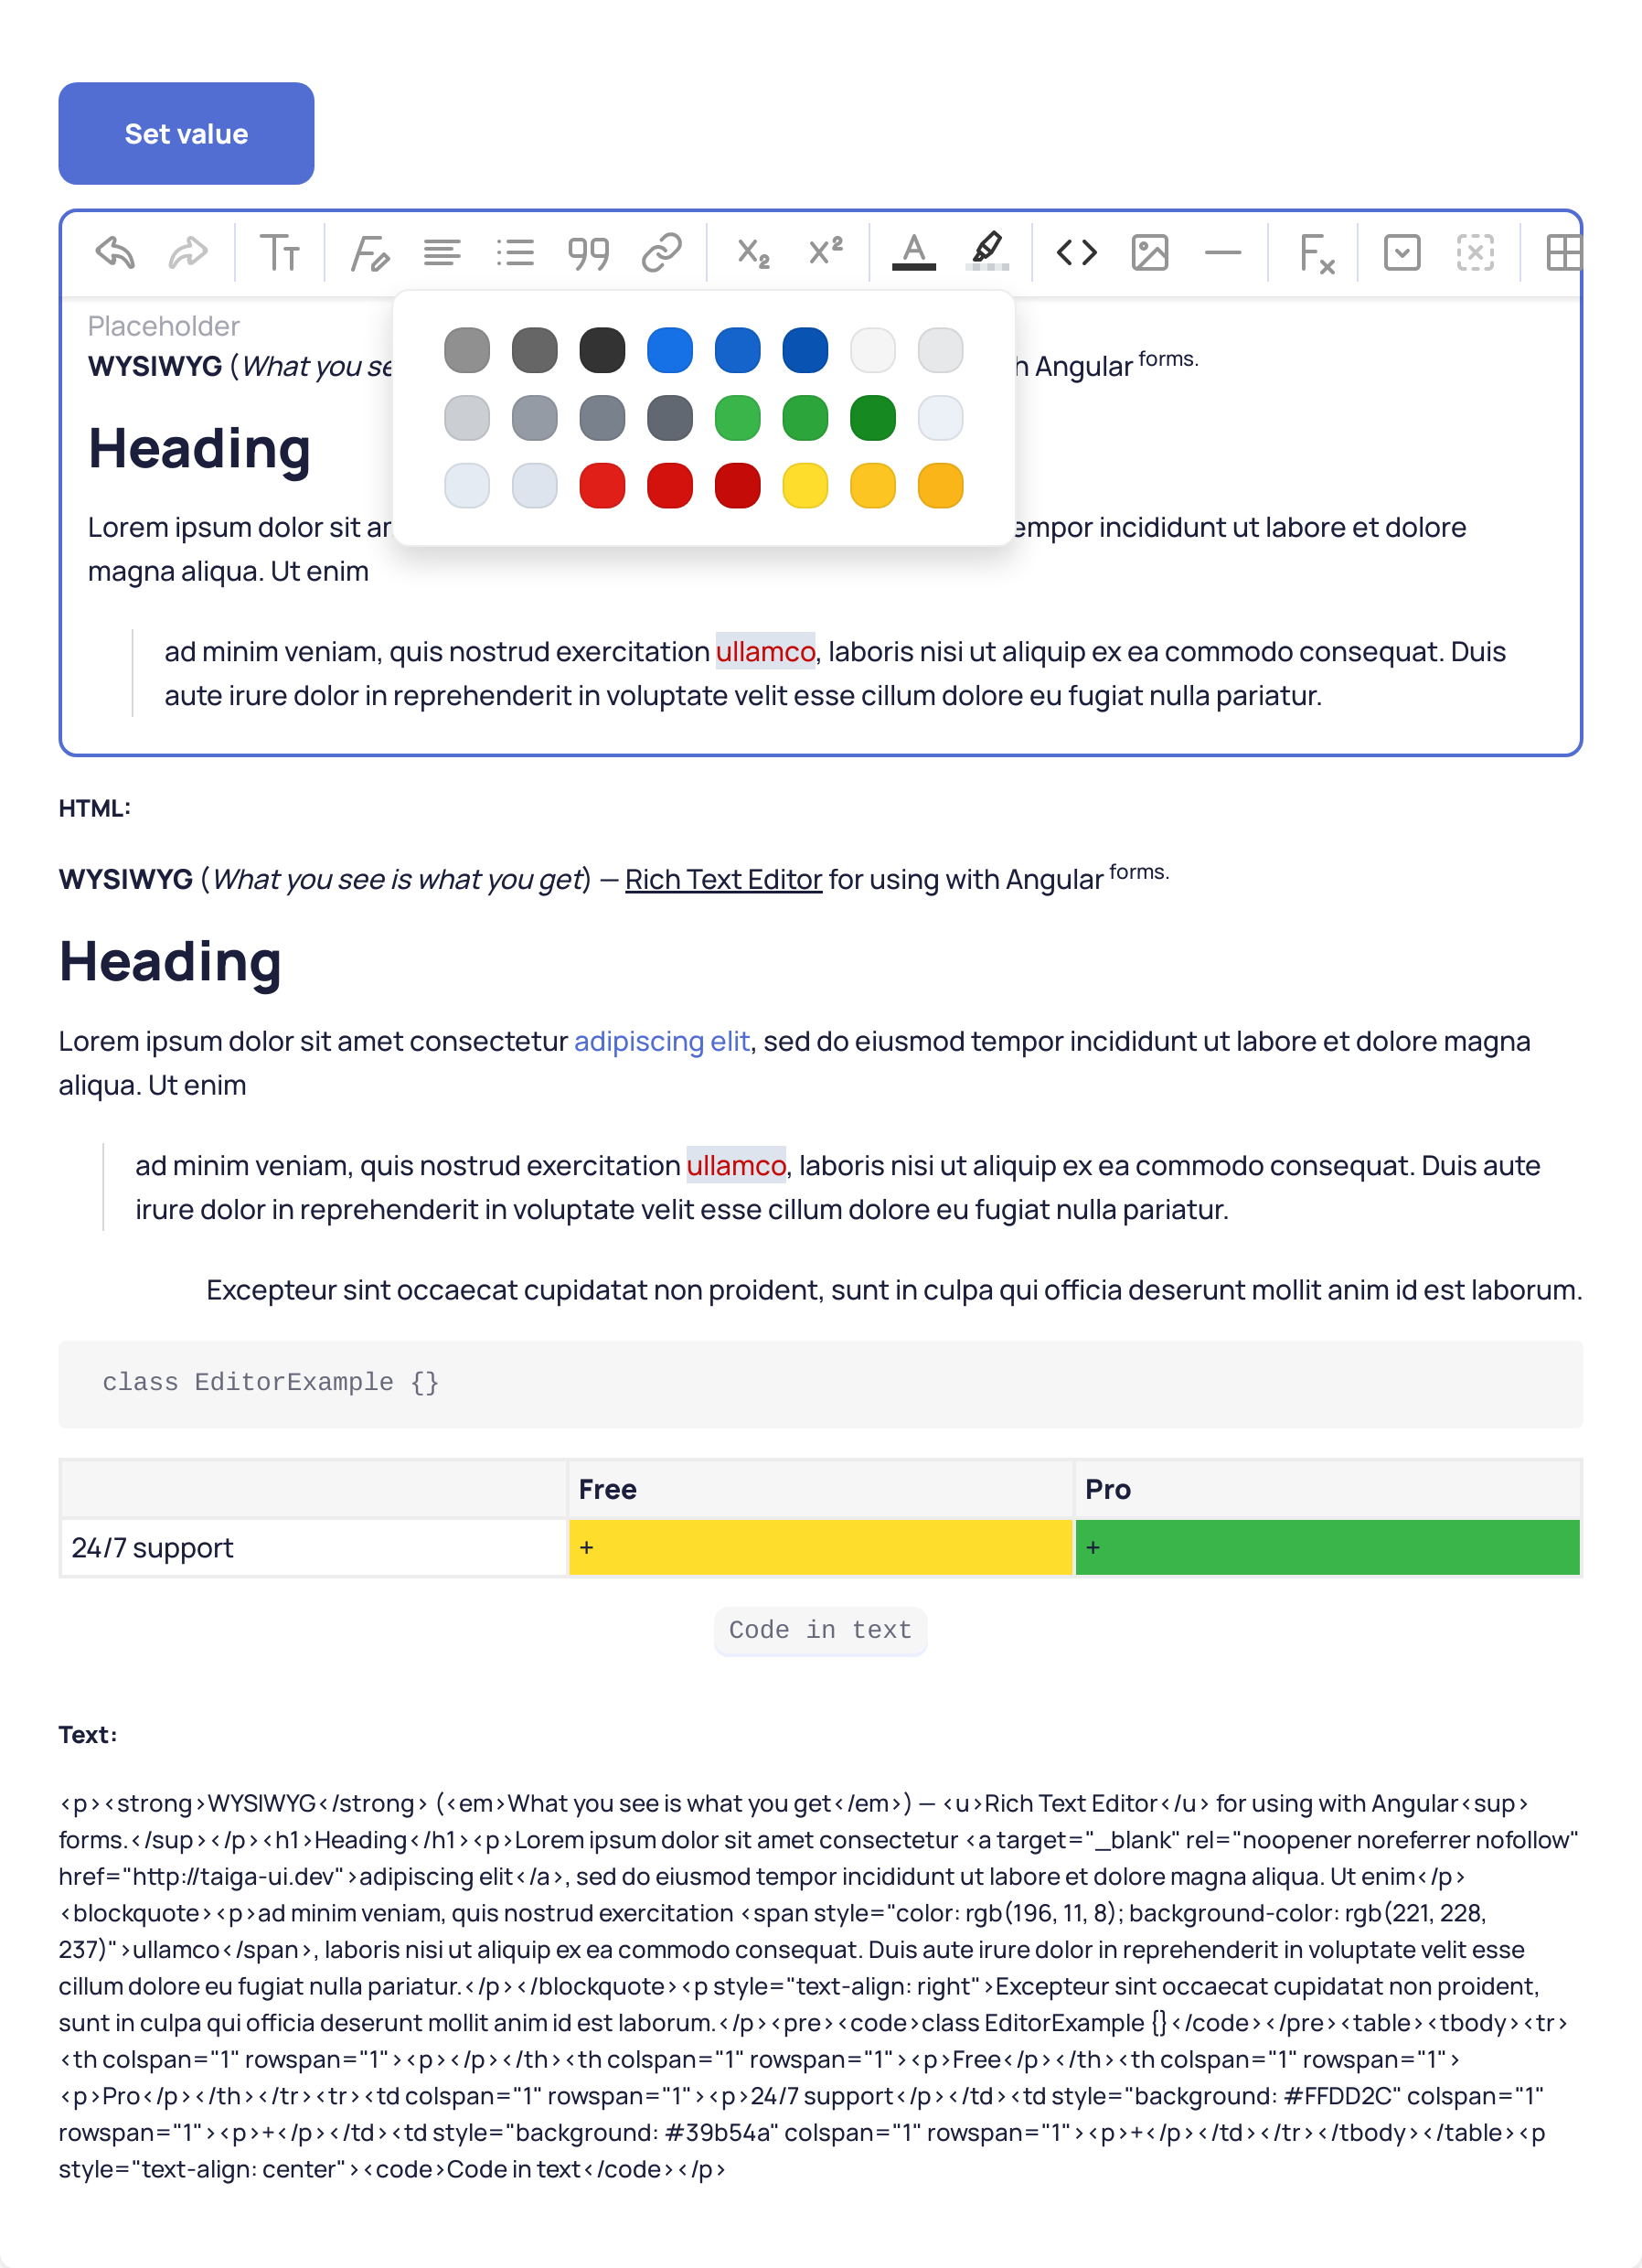 Set value
Placeholder
WYSIWYG (What you se
h Angular forms.
Heading
Lorem ipsum dolor sit a
empor incididunt ut labore et dolore
magna aliqua. Ut enim
ad minim veniam, quis nostrud exercitation ullamco, laboris nisi ut aliquip ex ea commodo consequat. Duis
aute irure dolor in reprehenderit in voluptate velit esse cillum dolore eu fugiat nulla pariatur.
HTML:
WYSIWYG (What you see is what you get) — Rich Text Editor for using with Angular forms.
Heading
Lorem ipsum dolor sit amet consectetur adipiscing elit, sed do eiusmod tempor incididunt ut labore et dolore magna
aliqua. Ut enim
ad minim veniam, quis nostrud exercitation ullamco, laboris nisi ut aliquip ex ea commodo consequat. Duis aute
irure dolor in reprehenderit in voluptate velit esse cillum dolore eu fugiat nulla pariatur.
Excepteur sint occaecat cupidatat non proident, sunt in culpa qui officia deserunt mollit anim id est laborum.
class EditorExample {}
Free Pro
24/7 support + +
Code in text
Text:
<p><strong>WYSIWYG</strong> (<em>What you see is what you get</em>) — <u>Rich Text Editor</u> for using with Angular<sup>
forms.</sup></p><h1>Heading</h1><p>Lorem ipsum dolor sit amet consectetur <a target="_blank" rel="noopener noreferrer nofollow"
href="http://taiga-ui.dev">adipiscing elit</a>, sed do eiusmod tempor incididunt ut labore et dolore magna aliqua. Ut enim</p>
<blockquote><p>ad minim veniam, quis nostrud exercitation <span style="color: rgb(196, 11, 8); background-color: rgb(221, 228,
237)">ullamco</span>, laboris nisi ut aliquip ex ea commodo consequat. Duis aute irure dolor in reprehenderit in voluptate velit esse
cillum dolore eu fugiat nulla pariatur.</p></blockquote><p style="text-align: right">Excepteur sint occaecat cupidatat non proident,
sunt in culpa qui officia deserunt mollit anim id est laborum.</p><pre><code>class EditorExample {}</code></pre><table><tbody><tr>
<th colspan="1" rowspan="1"><p></p></th><th colspan="1" rowspan="1"><p>Free</p></th><th colspan="1" rowspan="1">
<p>Pro</p></th></tr><tr><td colspan="1" rowspan="1"><p>24/7 support</p></td><td style="background: #FFDD2C" colspan="1"
rowspan="1"><p>+</p></td><td style="background: #39b54a" colspan="1" rowspan="1"><p>+</p></td></tr></tbody></table><p
style="text-align: center"><code>Code in text</code></p>